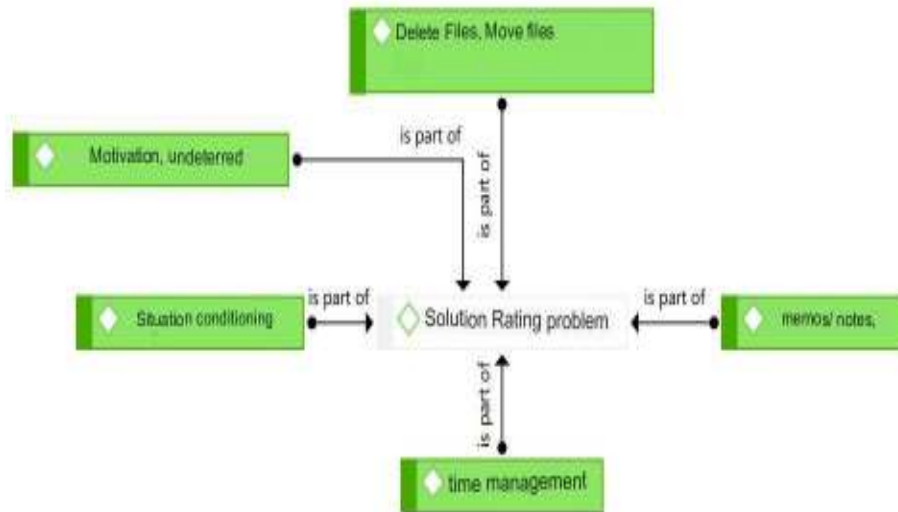 Delete Files, Move files
is part of
Motivation, undeterred
is part of
Situation conditioning
is part of
Solution Rating problem
is part of
memos/ notes,
is part of
time management